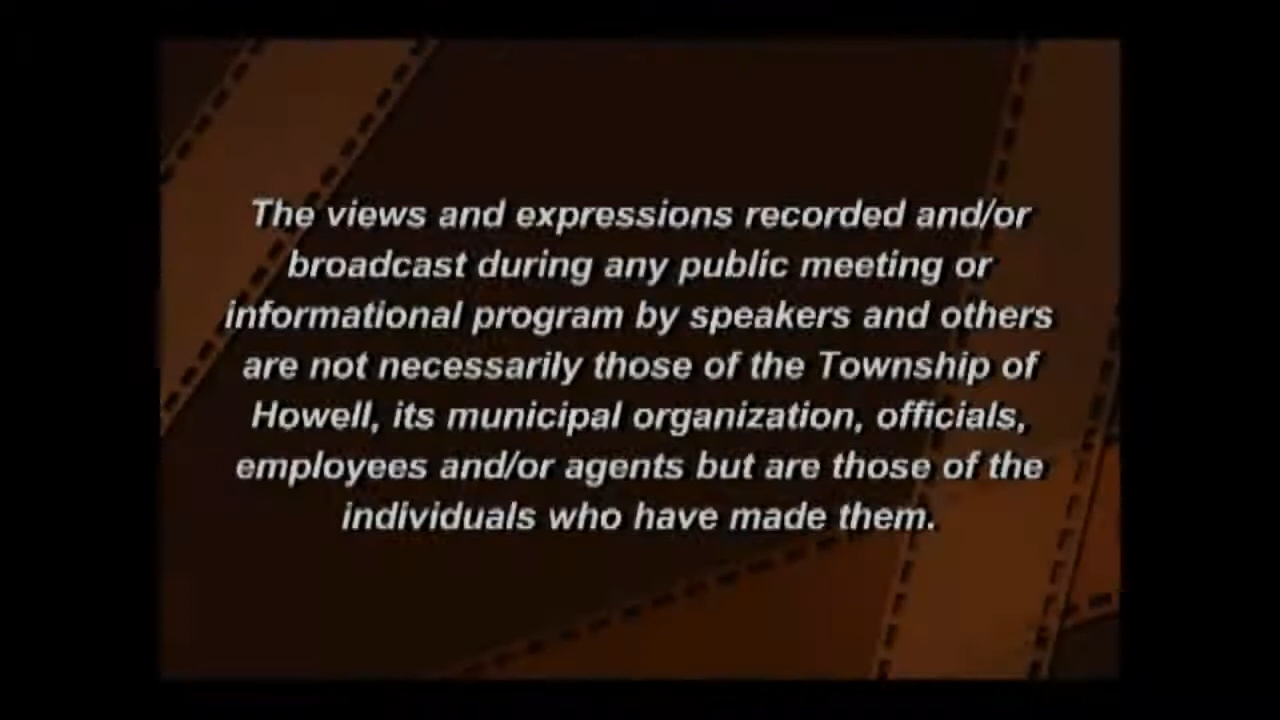 The views and expressions recorded and/or
broadcast during any public meeting or
informational program by speakers and others
are not necessarily those of the Township of
Howell, its municipal organization, officials,
employees and/or agents but are those of the
individuals who have made them.